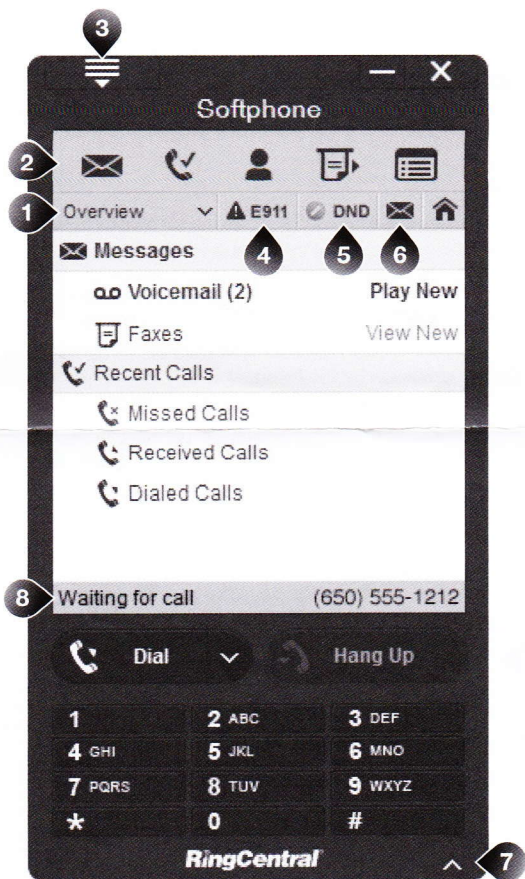 3
Softphone
2
1 Overview E911 DND
4 5 6
Messages
Voicemail (2) Play New
Faxes View New
Recent Calls
Missed Calls
Received Calls
Dialed Calls
8 Waiting for call (650) 555-1212
Dial Hang Up
1 2 ABC 3 DEF
4 GHI 5 JKL 6 MNO
7 PQRS 8 TUV 9 WXYZ
* 0 #
RingCentral 7